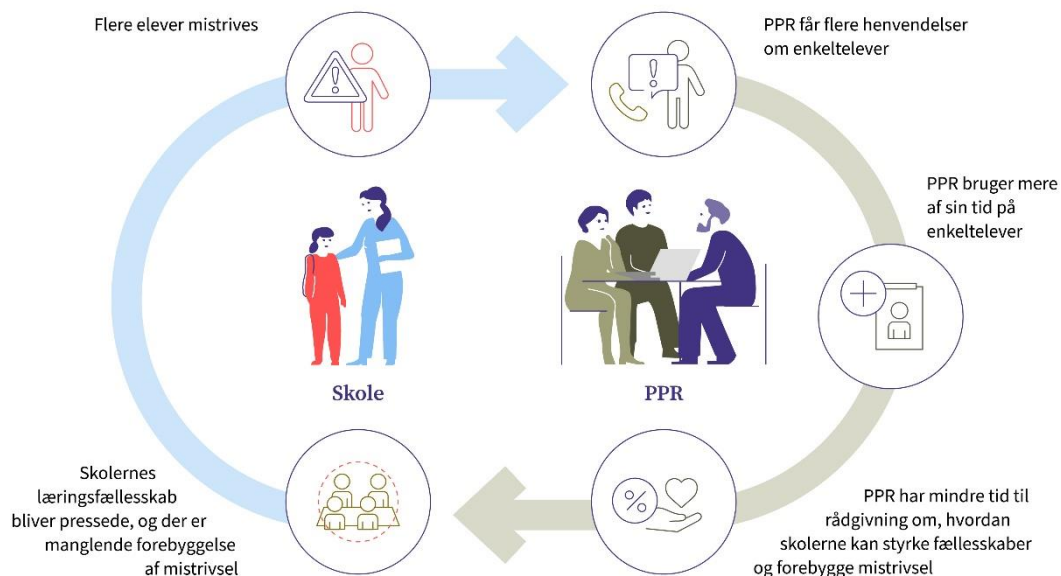 Flere elever mistrives
PPR får flere henvendelser
om enkeltelever
PPR bruger mere
af sin tid på
enkeltelever
Skole
PPR
Skolernes
læringsfællesskab
bliver pressede, og der er
manglende forebyggelse
af mistrivsel
PPR har mindre tid til
rådgivning om, hvordan
skolerne kan styrke fællesskaber
og forebygge mistrivsel